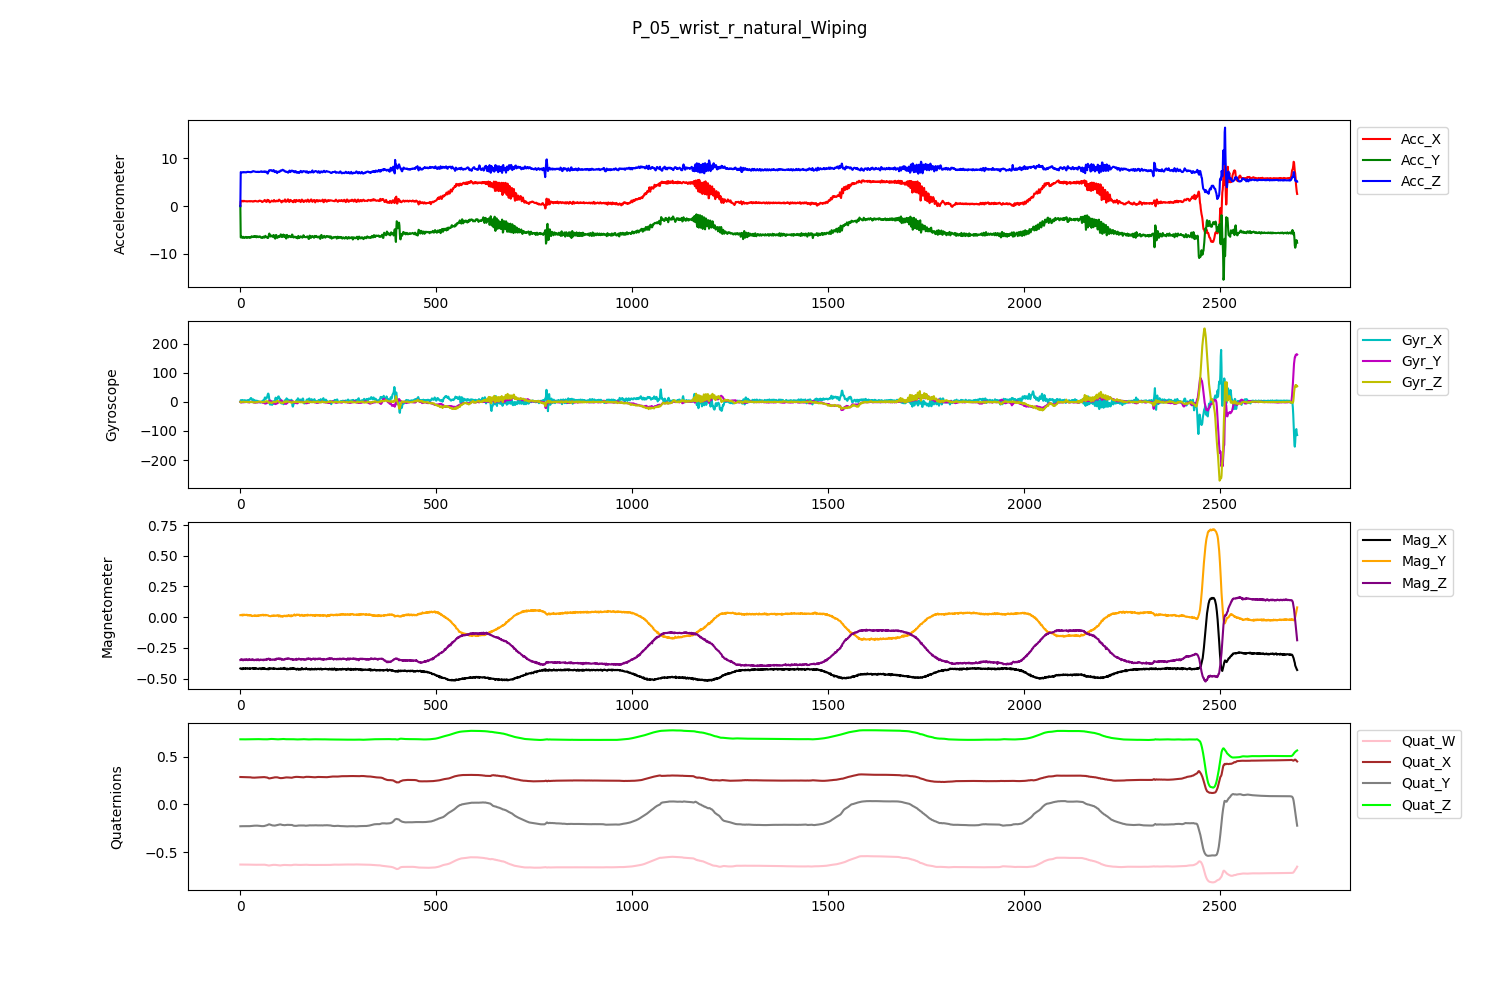 P_05_wrist_r_natural_Wiping
Accelerometer
10
0
−10
0 500 1000 1500 2000 2500
Acc_X
Acc_Y
Acc_Z
Gyroscope
200
100
0
−100
−200
0 500 1000 1500 2000 2500
Gyr_X
Gyr_Y
Gyr_Z
Magnetometer
0.75
0.50
0.25
0.00
−0.25
−0.50
0 500 1000 1500 2000 2500
Mag_X
Mag_Y
Mag_Z
Quaternions
0.5
0.0
−0.5
0 500 1000 1500 2000 2500
Quat_W
Quat_X
Quat_Y
Quat_Z